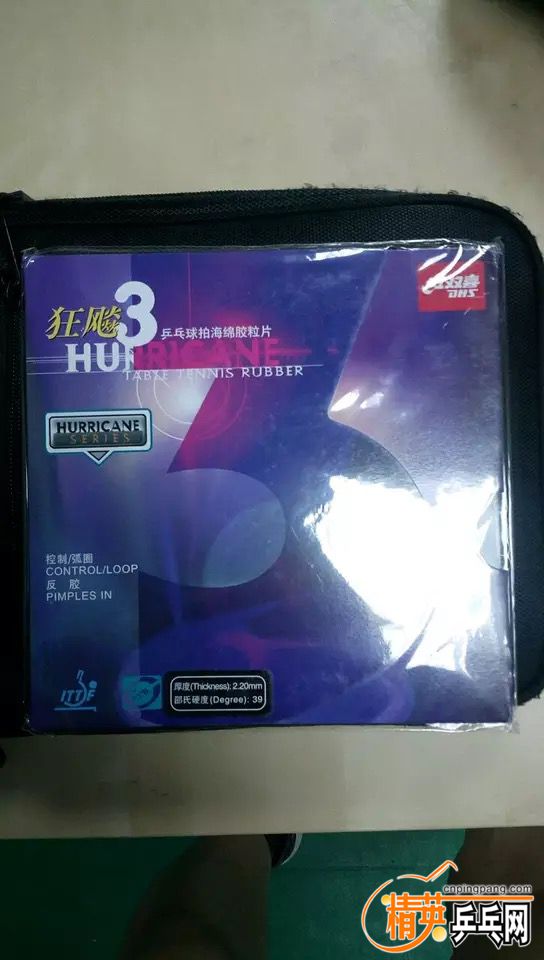 双喜
DHS
狂飚3
乒乓球拍海绵胶粒片
HURRICANE
TABLE TENNIS RUBBER
HURRICANE
SERIES
控制/弧圈
CONTROL/LOOP
反 胶
PIMPLES IN
ITTF
厚度(Thickness): 2.20mm
邵氏硬度(Degree): 39
cnpingpang.com
精英乒乓网